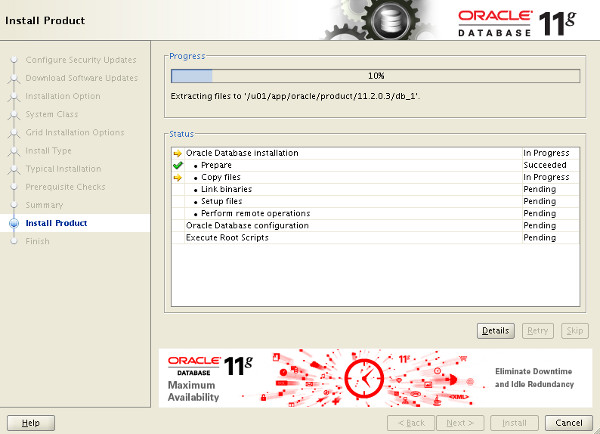 Install Product
ORACLE
DATABASE 11g
Configure Security Updates
Download Software Updates
Installation Option
System Class
Grid Installation Options
Install Type
Typical Installation
Prerequisite Checks
Summary
Install Product
Finish
Progress
10%
Extracting files to '/u01/app/oracle/product/11.2.0.3/db_1'.
Status
Oracle Database installation In Progress
• Prepare Succeeded
• Copy files In Progress
• Link binaries Pending
• Setup files Pending
• Perform remote operations Pending
Oracle Database configuration Pending
Execute Root Scripts Pending
Details Retry Skip
ORACLE
DATABASE 11g
Maximum
Availability
11g
<XML>
Eliminate Downtime
and Idle Redundancy
Help < Back Next > Install Cancel